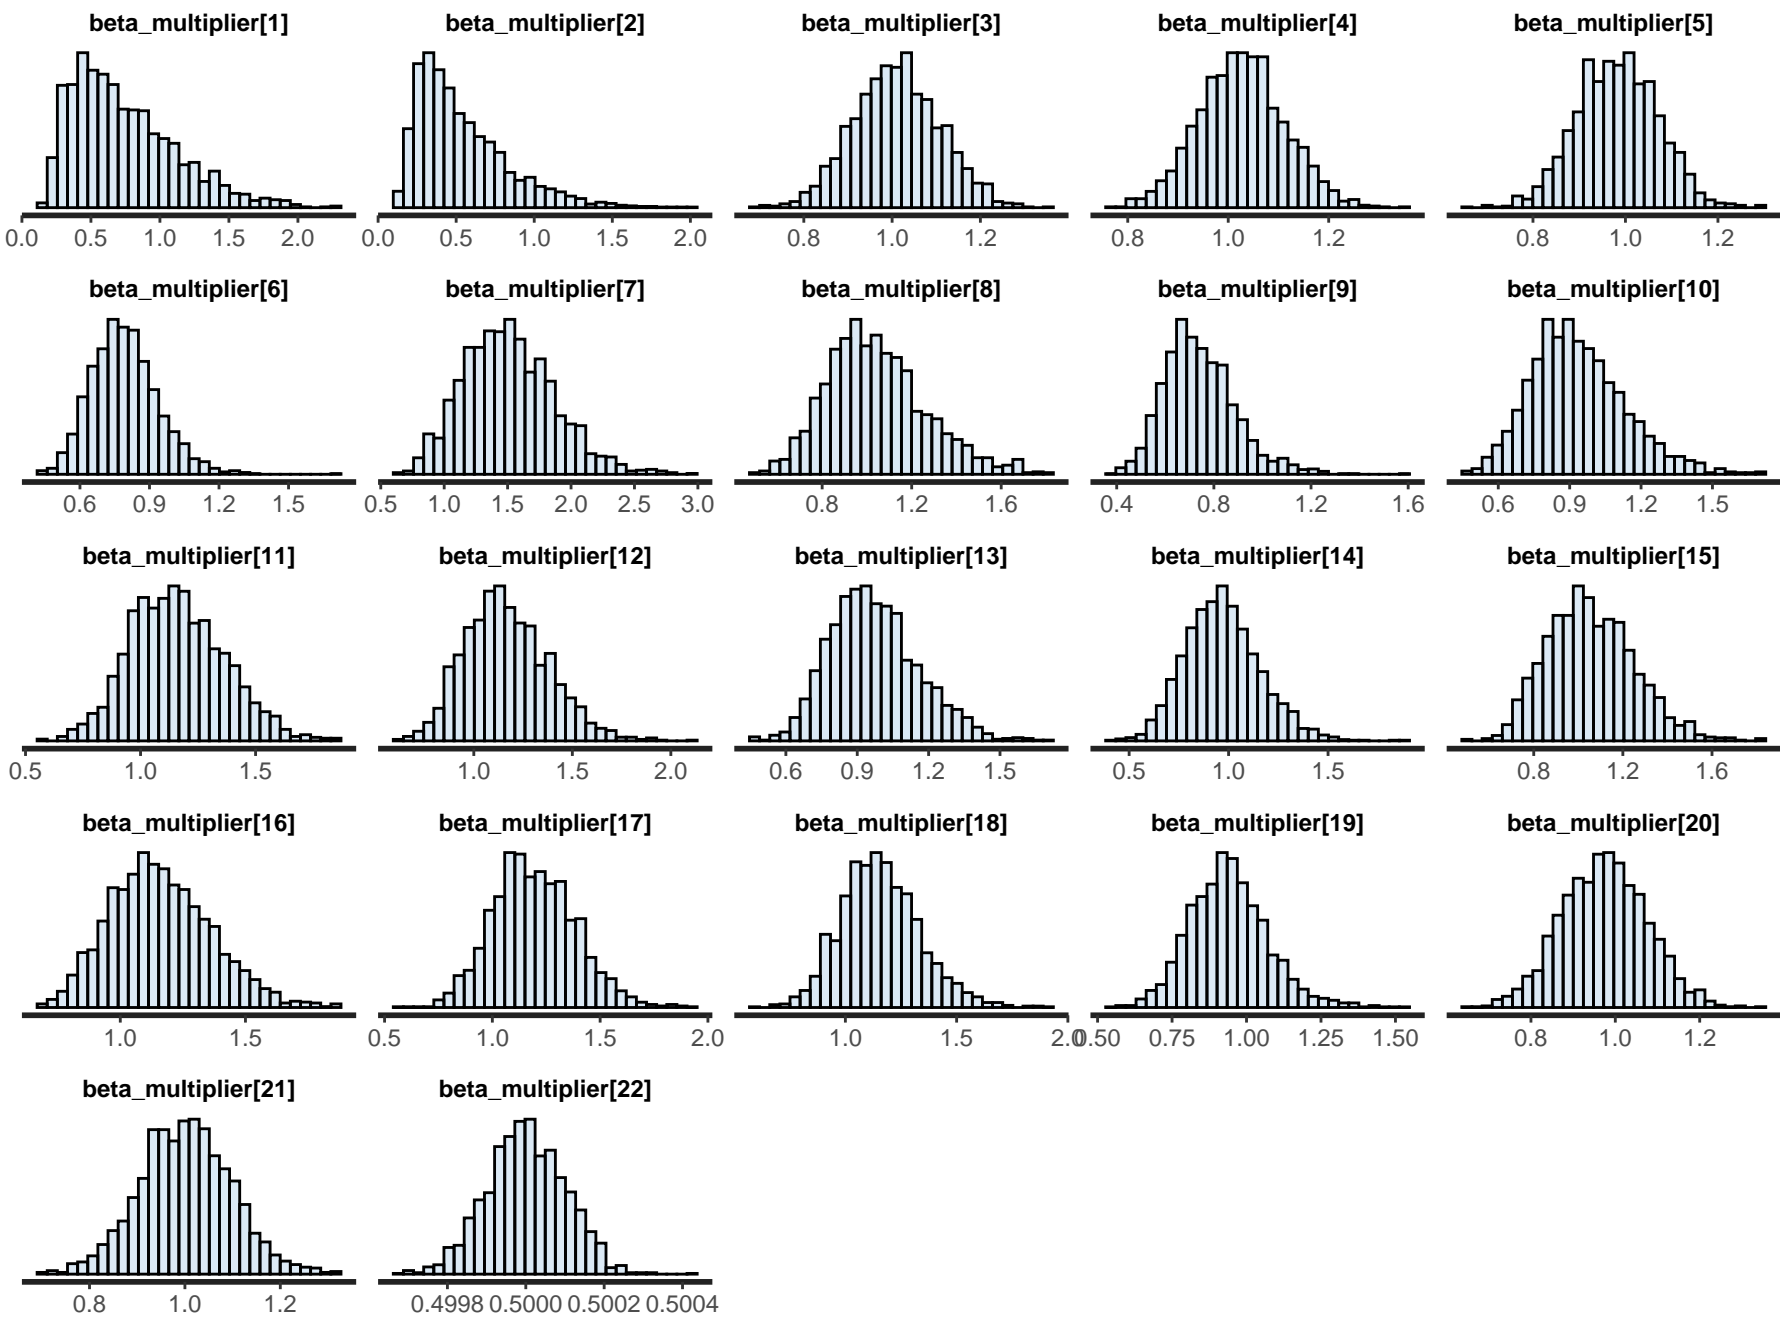 beta_multiplier[1] beta_multiplier[2] beta_multiplier[3] beta_multiplier[4] beta_multiplier[5]
0.0 0.5 1.0 1.5 2.0 0.0 0.5 1.0 1.5 2.0 0.8 1.0 1.2 0.8 1.0 1.2 0.8 1.0 1.2
beta_multiplier[6] beta_multiplier[7] beta_multiplier[8] beta_multiplier[9] beta_multiplier[10]
0.6 0.9 1.2 1.5 0.5 1.0 1.5 2.0 2.5 3.0 0.8 1.2 1.6 0.4 0.8 1.2 1.6 0.6 0.9 1.2 1.5
beta_multiplier[11] beta_multiplier[12] beta_multiplier[13] beta_multiplier[14] beta_multiplier[15]
0.5 1.0 1.5 1.0 1.5 2.0 0.6 0.9 1.2 1.5 0.5 1.0 1.5 0.8 1.2 1.6
beta_multiplier[16] beta_multiplier[17] beta_multiplier[18] beta_multiplier[19] beta_multiplier[20]
1.0 1.5 0.5 1.0 1.5 2.0 1.0 1.5 2.0 0.50 0.75 1.00 1.25 1.50 0.8 1.0 1.2
beta_multiplier[21] beta_multiplier[22]
0.8 1.0 1.2 0.4998 0.5000 0.5002 0.5004